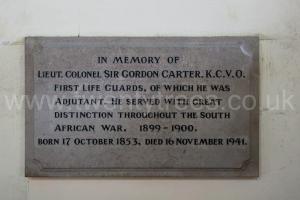 IN MEMORY OF
LIEUT. COLONEL SIR GORDON CARTER, K.C.V.O.
FIRST LIFE GUARDS, OF WHICH HE WAS
ADJUTANT. HE SERVED WITH GREAT
DISTINCTION THROUGHOUT THE SOUTH
AFRICAN WAR. 1899-1900.
BORN 17 OCTOBER 1853, DIED 16 NOVEMBER 1941.